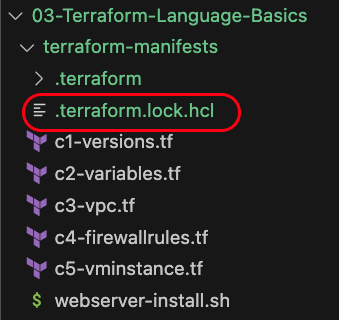 03-Terraform-Language-Basics
terraform-manifests
.terraform
.terraform.lock.hcl
c1-versions.tf
c2-variables.tf
c3-vpc.tf
c4-firewallrules.tf
c5-vminstance.tf
$ webserver-install.sh